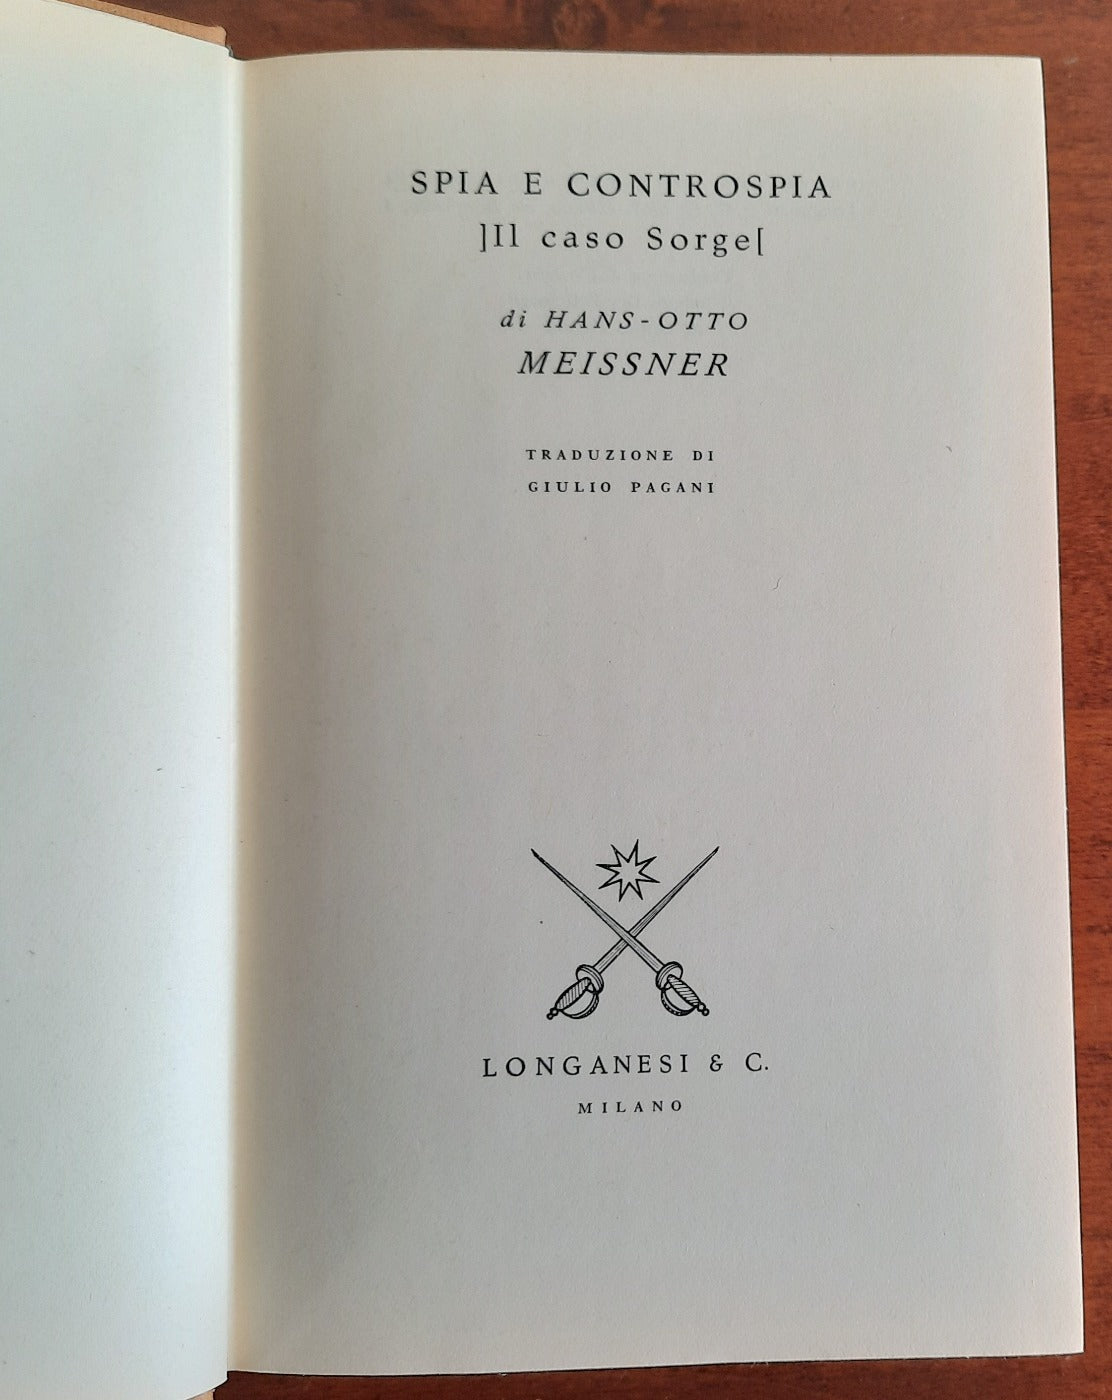 SPIA E CONTROSPIA
]Il caso Sorge[
di HANS-OTTO
MEISSNER
TRADUZIONE DI
GIULIO PAGANI
LONGANESI & C.
MILANO